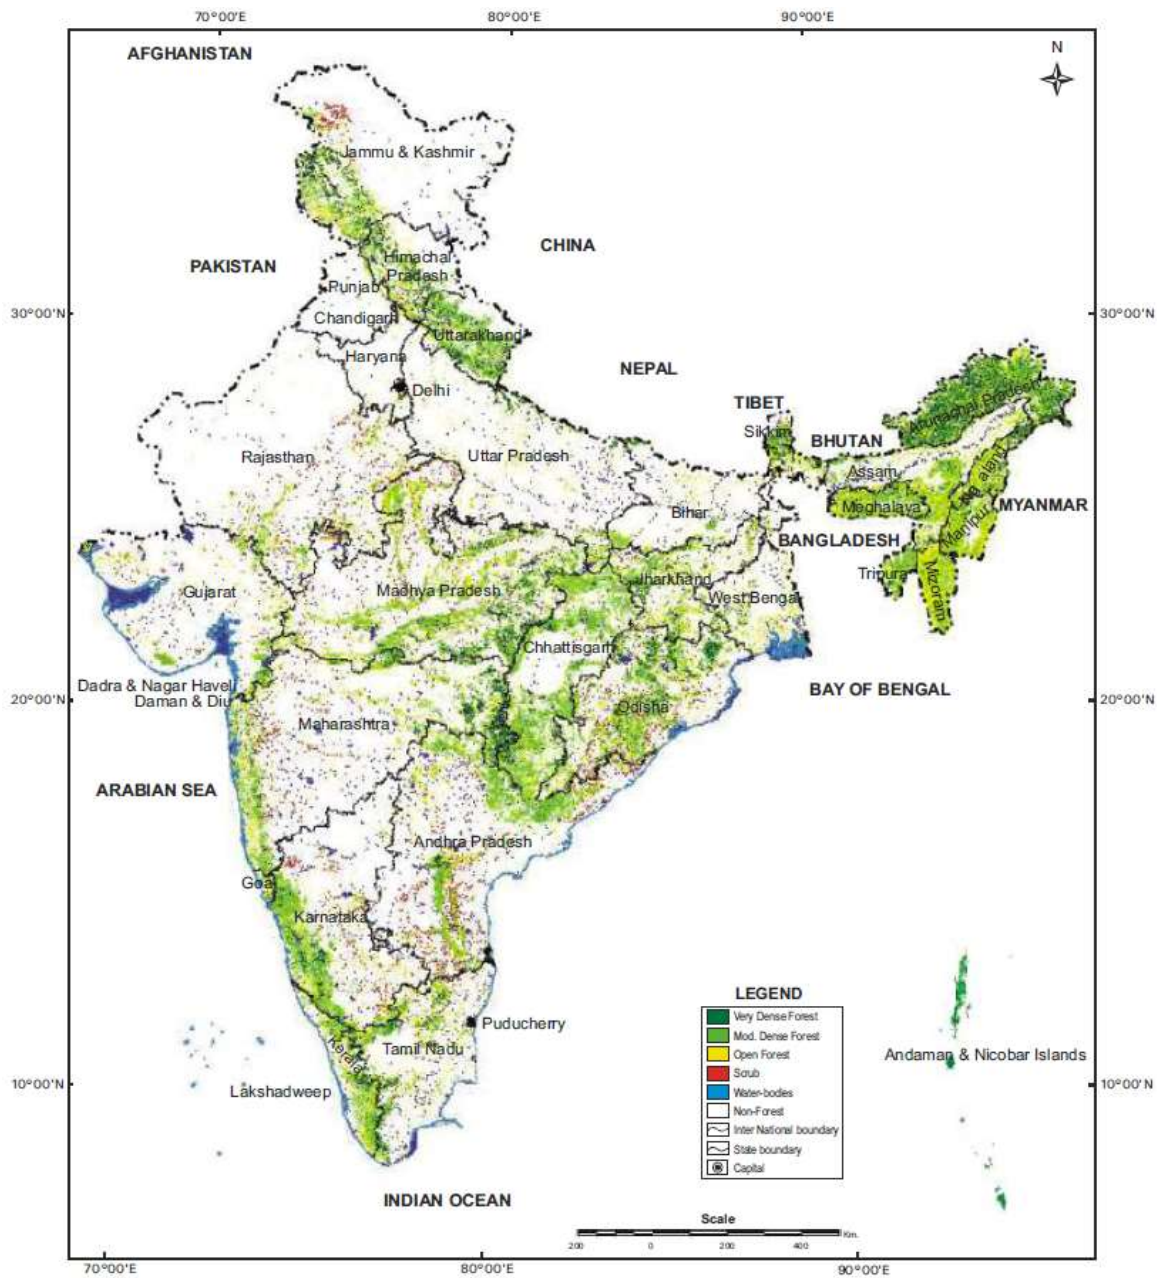 70°00'E
80°00'E
90°00'E
AFGHANISTAN
N
Jammu & Kashmir
CHINA
PAKISTAN
Himachal
Pradesh
Punjab
30°00'N
30°00'N
Chandigarh
Uttarakhand
Haryana
NEPAL
Delhi
TIBET
Arunachal Pradesh
Sikkim
BHUTAN
Rajasthan
Uttar Pradesh
Assam
Nagaland
Meghalaya
MYANMAR
Bihar
Manipur
BANGLADESH
Tripura
Jharkhand
Mizoram
Gujarat
Madhya Pradesh
West Bengal
Chhattisgarh
Dadra & Nagar Haveli
Daman & Diu
20°00'N
20°00'N
BAY OF BENGAL
Odisha
Maharashtra
ARABIAN SEA
Andhra Pradesh
Goa
Karnataka
Puducherry
Kerala
Tamil Nadu
Lakshadweep
Andaman & Nicobar Islands
10°00'N
10°00'N
LEGEND
Very Dense Forest
Mod. Dense Forest
Open Forest
Scrub
Water-bodies
Non-Forest
Inter National boundary
State boundary
Capital
INDIAN OCEAN
Scale
200 0 200 400 Km.
70°00'E
80°00'E
90°00'E